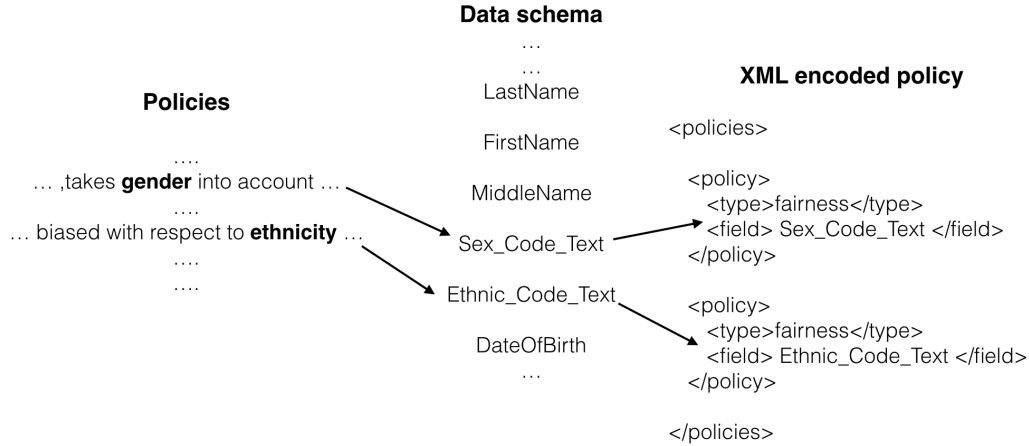 Policies
....
... ,takes gender into account ...
....
... biased with respect to ethnicity ...
....
....
Data schema
...
...
LastName
FirstName
MiddleName
Sex_Code_Text
Ethnic_Code_Text
DateOfBirth
...
XML encoded policy
<policies>
<policy>
<type>fairness</type>
<field> Sex_Code_Text </field>
</policy>
<policy>
<type>fairness</type>
<field> Ethnic_Code_Text </field>
</policy>
</policies>